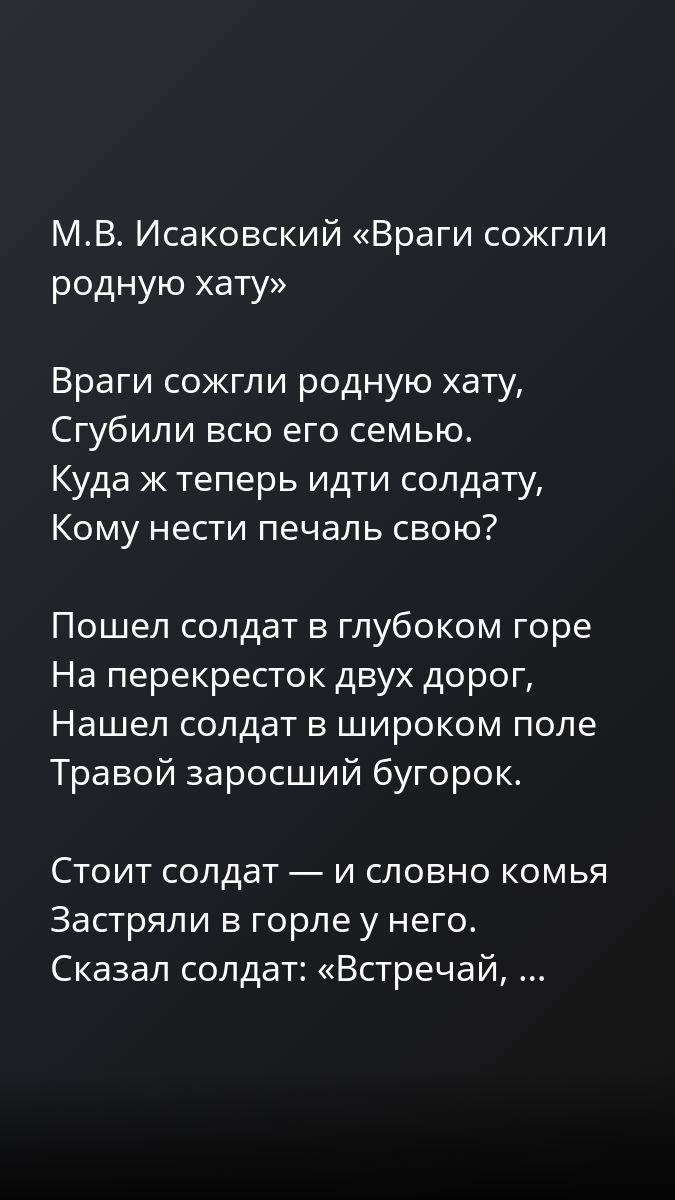 М.В. Исаковский «Враги сожгли
родную хату»
Враги сожгли родную хату,
Сгубили всю его семью.
Куда ж теперь идти солдату,
Кому нести печаль свою?
Пошел солдат в глубоком горе
На перекресток двух дорог,
Нашел солдат в широком поле
Травой заросший бугорок.
Стоит солдат — и словно комья
Застряли в горле у него.
Сказал солдат: «Встречай, ...